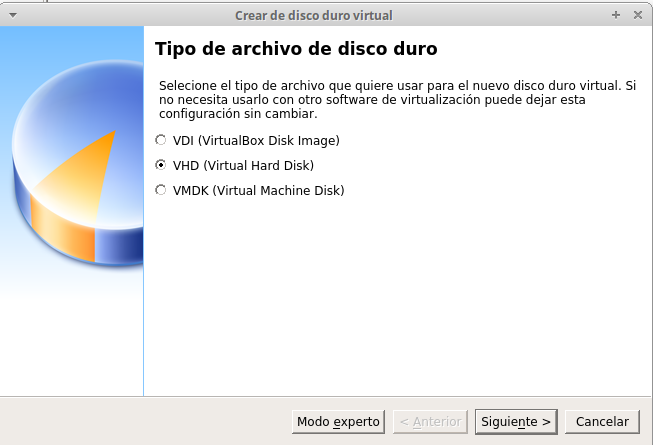 Crear de disco duro virtual
Tipo de archivo de disco duro
Selecione el tipo de archivo que quiere usar para el nuevo disco duro virtual. Si
no necesita usarlo con otro software de virtualización puede dejar esta
configuración sin cambiar.
VDI (VirtualBox Disk Image)
VHD (Virtual Hard Disk)
VMDK (Virtual Machine Disk)
Modo experto
< Anterior
Siguiente >
Cancelar